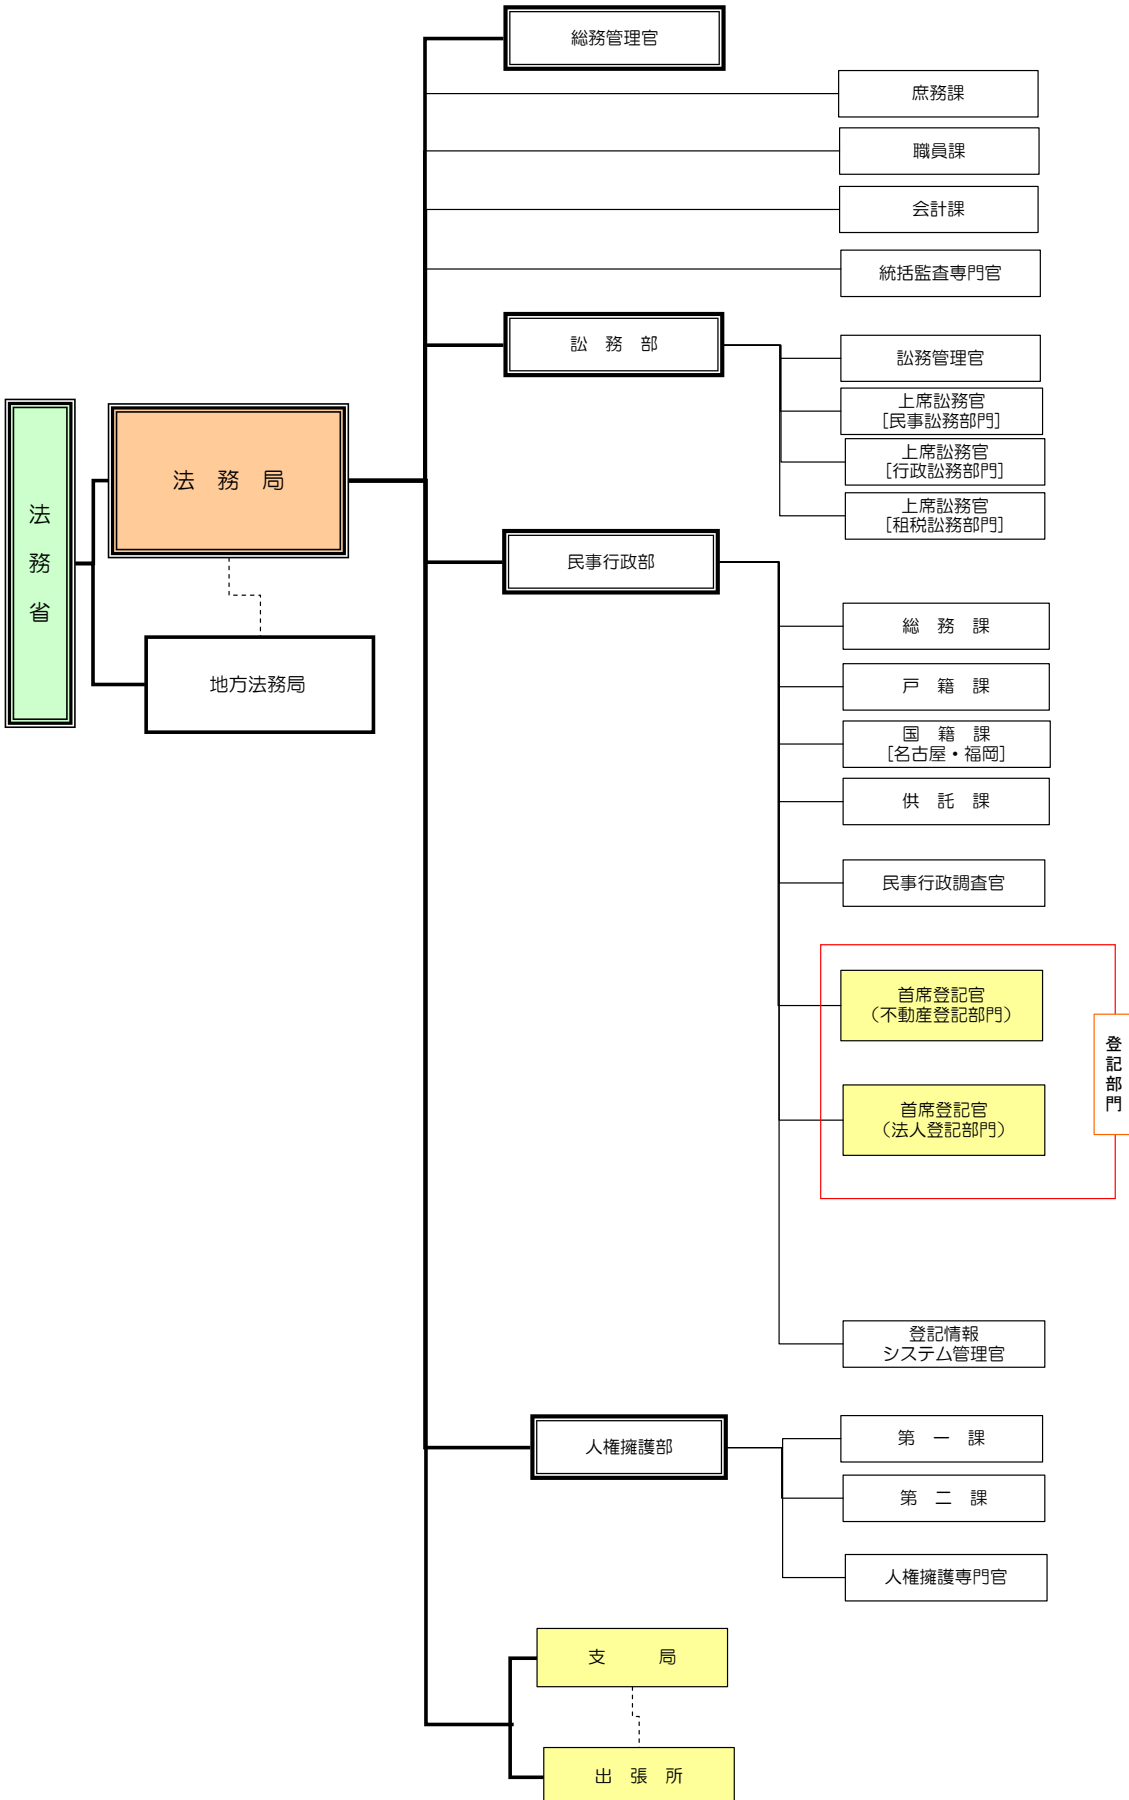 総務管理官
庶務課
職員課
会計課
統括監査専門官
訟　務　部
訟務管理官
上席訟務官
[民事訟務部門]
上席訟務官
[行政訟務部門]
上席訟務官
[租税訟務部門]
法務省
法　務　局
地方法務局
民事行政部
総　務　課
戸　籍　課
国　籍　課
[名古屋・福岡]
供　託　課
民事行政調査官
首席登記官
（不動産登記部門）
首席登記官
（法人登記部門）
登記部門
登記情報
システム管理官
人権擁護部
第　一　課
第　二　課
人権擁護専門官
支　　　局
出　張　所